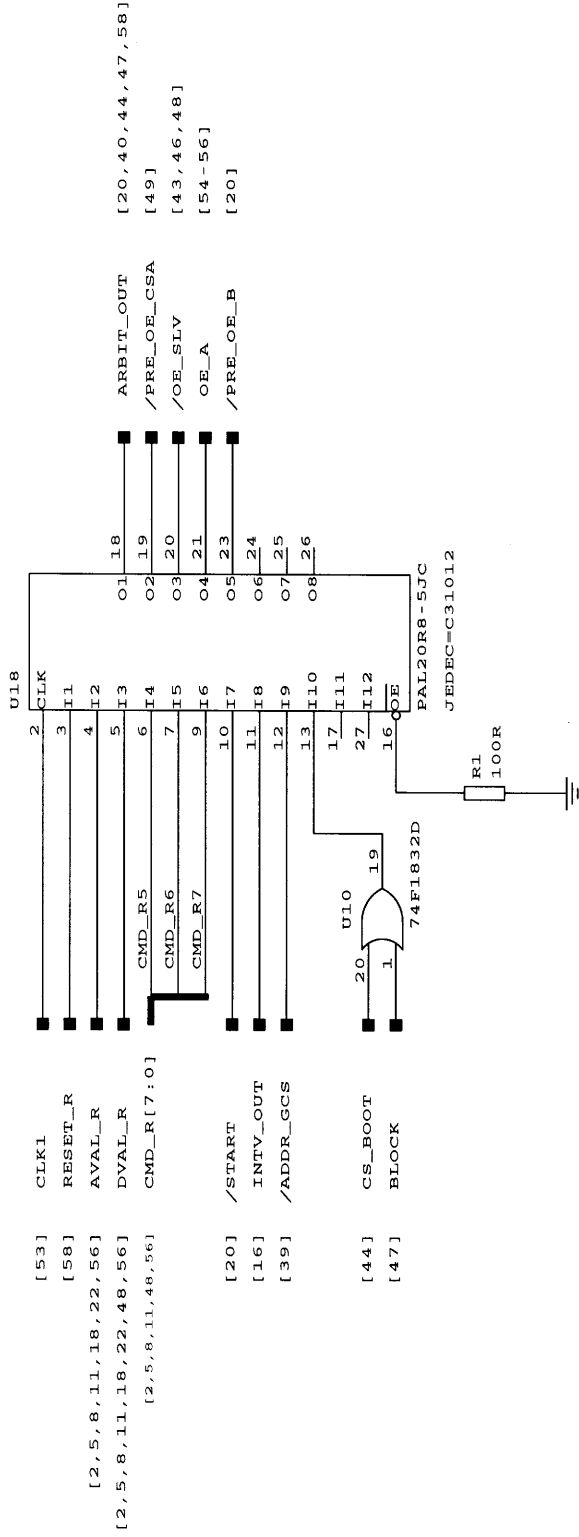 U18
[53] CLK1 2 CLK
[58] RESET_R 3 I1
[2,5,8,11,18,22,56] AVAL_R 4 I2
[2,5,8,11,18,22,48,56] DVAL_R 5 I3
[2,5,8,11,48,56] CMD_R[7:0] CMD_R5 6 I4
CMD_R6 7 I5
CMD_R7 9 I6
[20] /START 10 I7
[16] INTV_OUT 11 I8
[39] /ADDR_GCS 12 I9
13 I10
17 I11
27 I12
16 OE
O1 18 ARBIT_OUT [20,40,44,47,58]
O2 19 /PRE_OE_CSA [49]
O3 20 /OE_SLV [43,46,48]
O4 21 OE_A [54-56]
O5 23 /PRE_OE_B [20]
O6 24
O7 25
O8 26
PAL20R8-5JC
JEDEC=C31012
U10
[44] CS_BOOT 20
[47] BLOCK 1
19
74F1832D
R1
100R